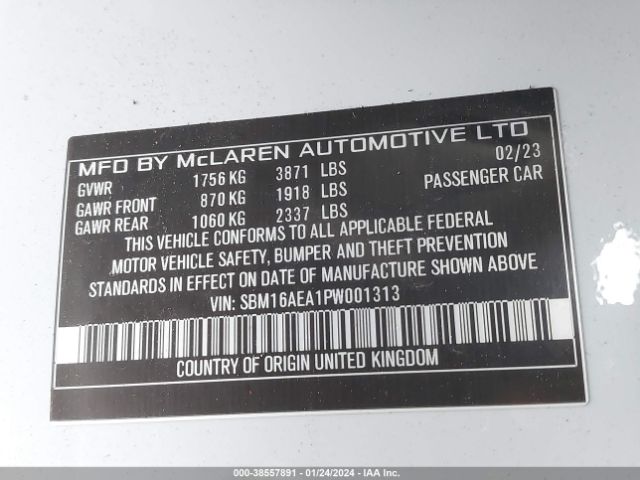 MFD BY McLAREN AUTOMOTIVE LTD
GVWR 1756 KG 3871 LBS 02/23
GAWR FRONT 870 KG 1918 LBS PASSENGER CAR
GAWR REAR 1060 KG 2337 LBS
THIS VEHICLE CONFORMS TO ALL APPLICABLE FEDERAL
MOTOR VEHICLE SAFETY, BUMPER AND THEFT PREVENTION
STANDARDS IN EFFECT ON DATE OF MANUFACTURE SHOWN ABOVE
VIN: SBM16AEA1PW001313
COUNTRY OF ORIGIN UNITED KINGDOM
000-38557891 - 01/24/2024 - IAA Inc.